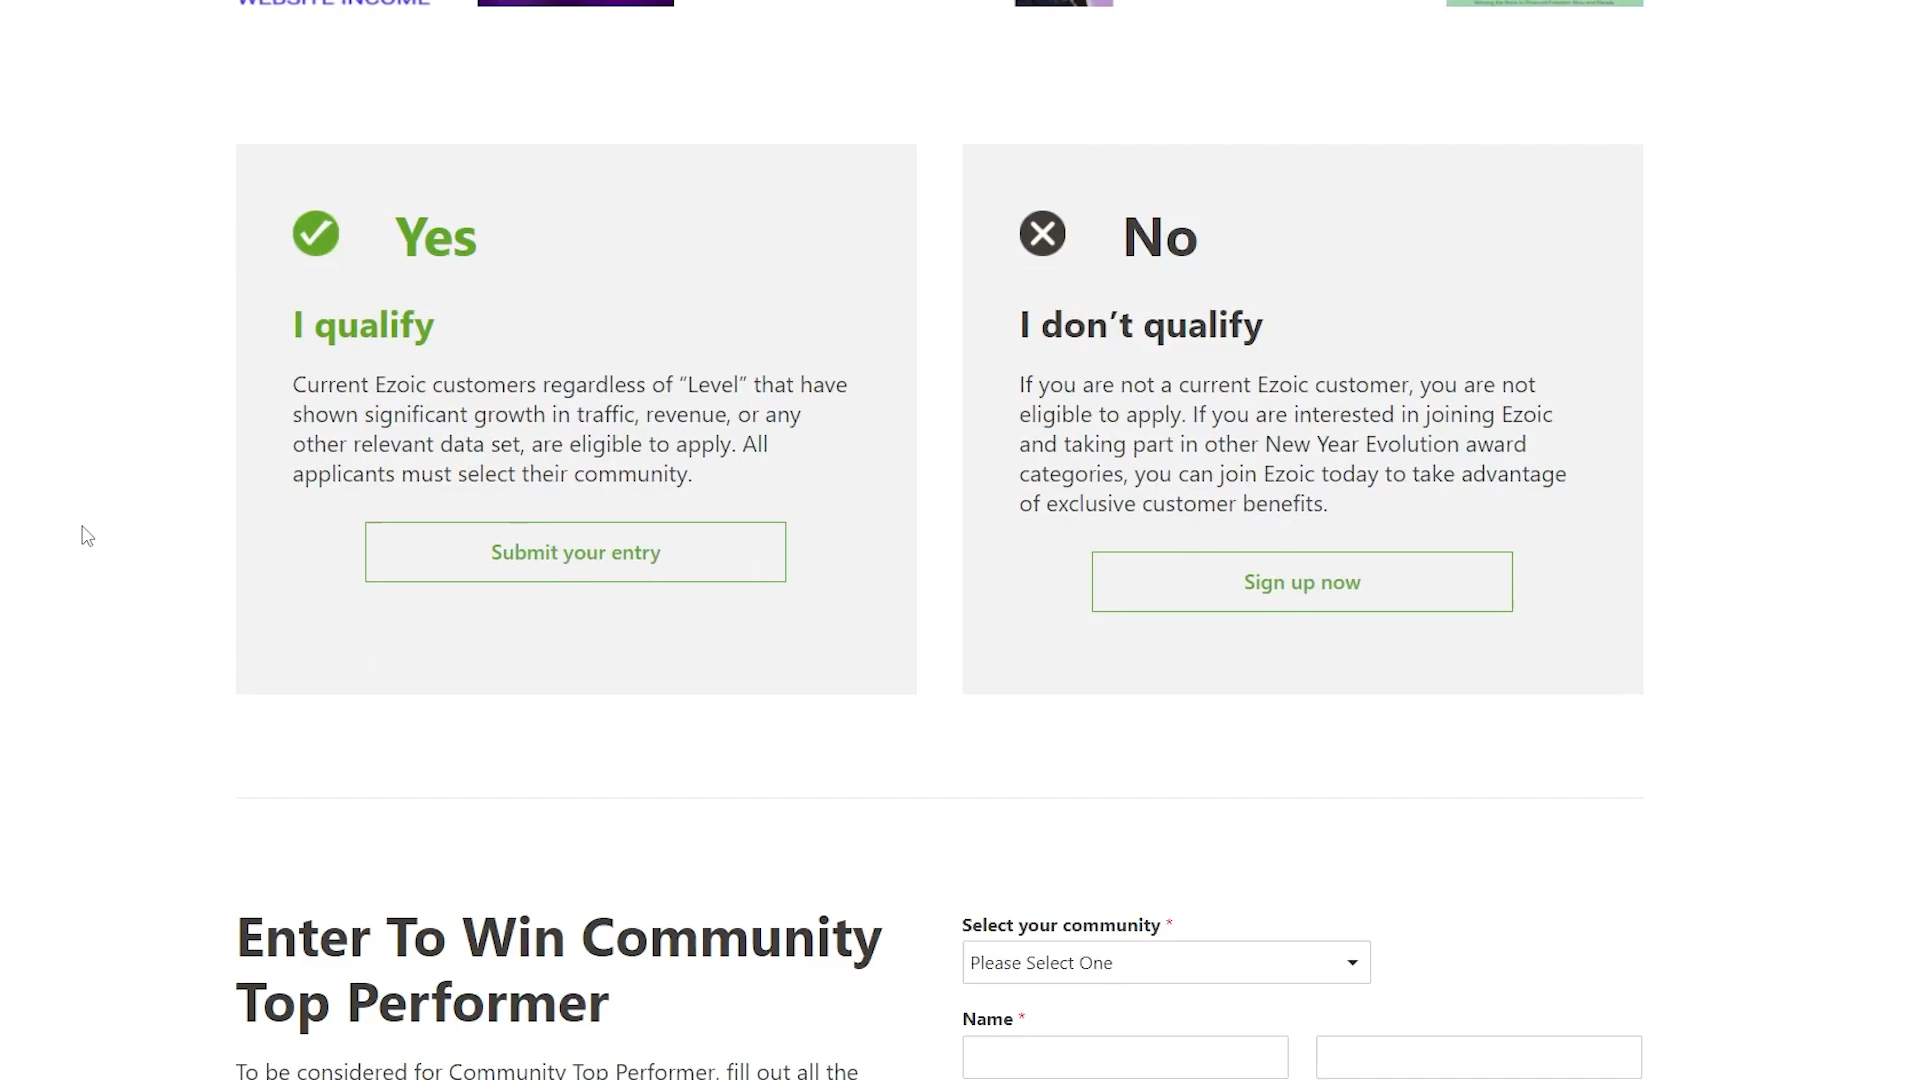 WEBSITE INCOME
Yes
I qualify
Current Ezoic customers regardless of “Level” that have
shown significant growth in traffic, revenue, or any
other relevant data set, are eligible to apply. All
applicants must select their community.
Submit your entry
No
I don’t qualify
If you are not a current Ezoic customer, you are not
eligible to apply. If you are interested in joining Ezoic
and taking part in other New Year Evolution award
categories, you can join Ezoic today to take advantage
of exclusive customer benefits.
Sign up now
Enter To Win Community
Top Performer
To be considered for Community Top Performer, fill out all the
Select your community *
Please Select One
Name *